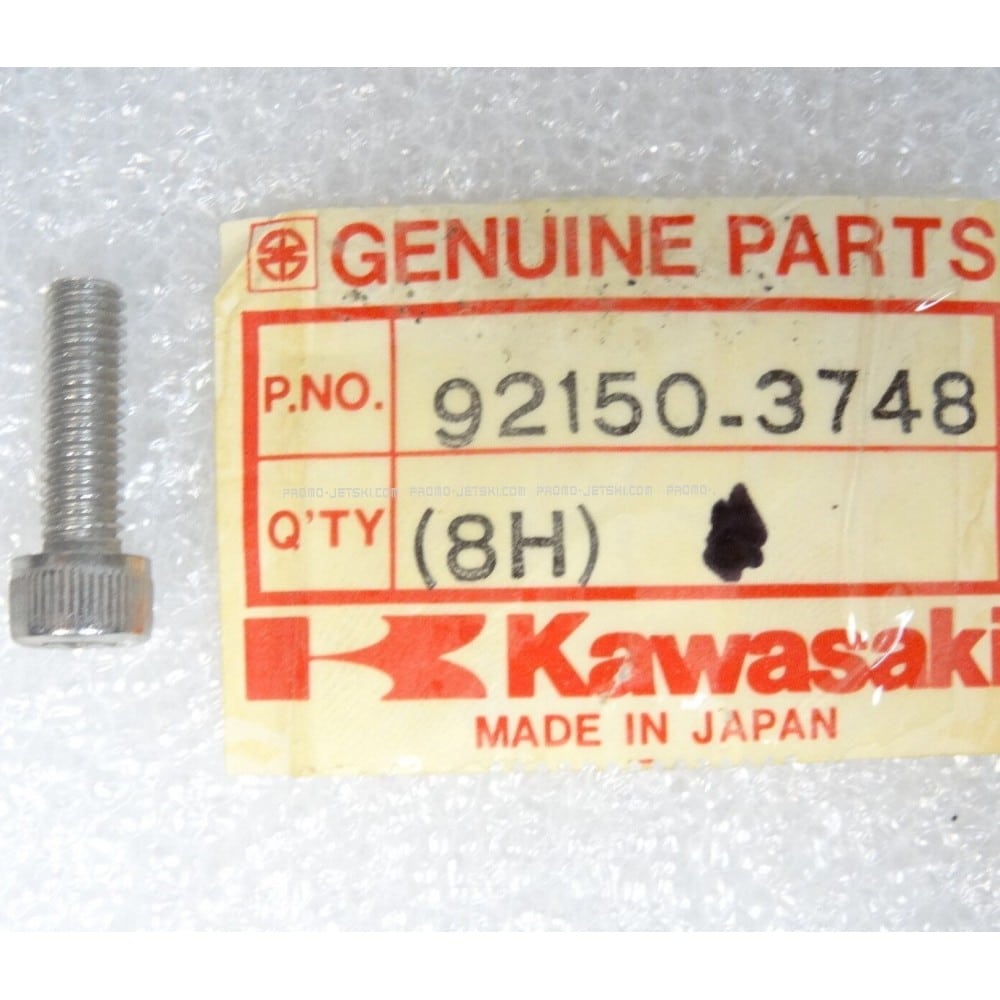 GENUINE PARTS
P.NO. 92150-3748
PROMO-JETSKI.COM PROMO-JETSKI.COM PROMO-JETSKI.COM PROMO-.
Q'TY (8H)
Kawasaki
MADE IN JAPAN